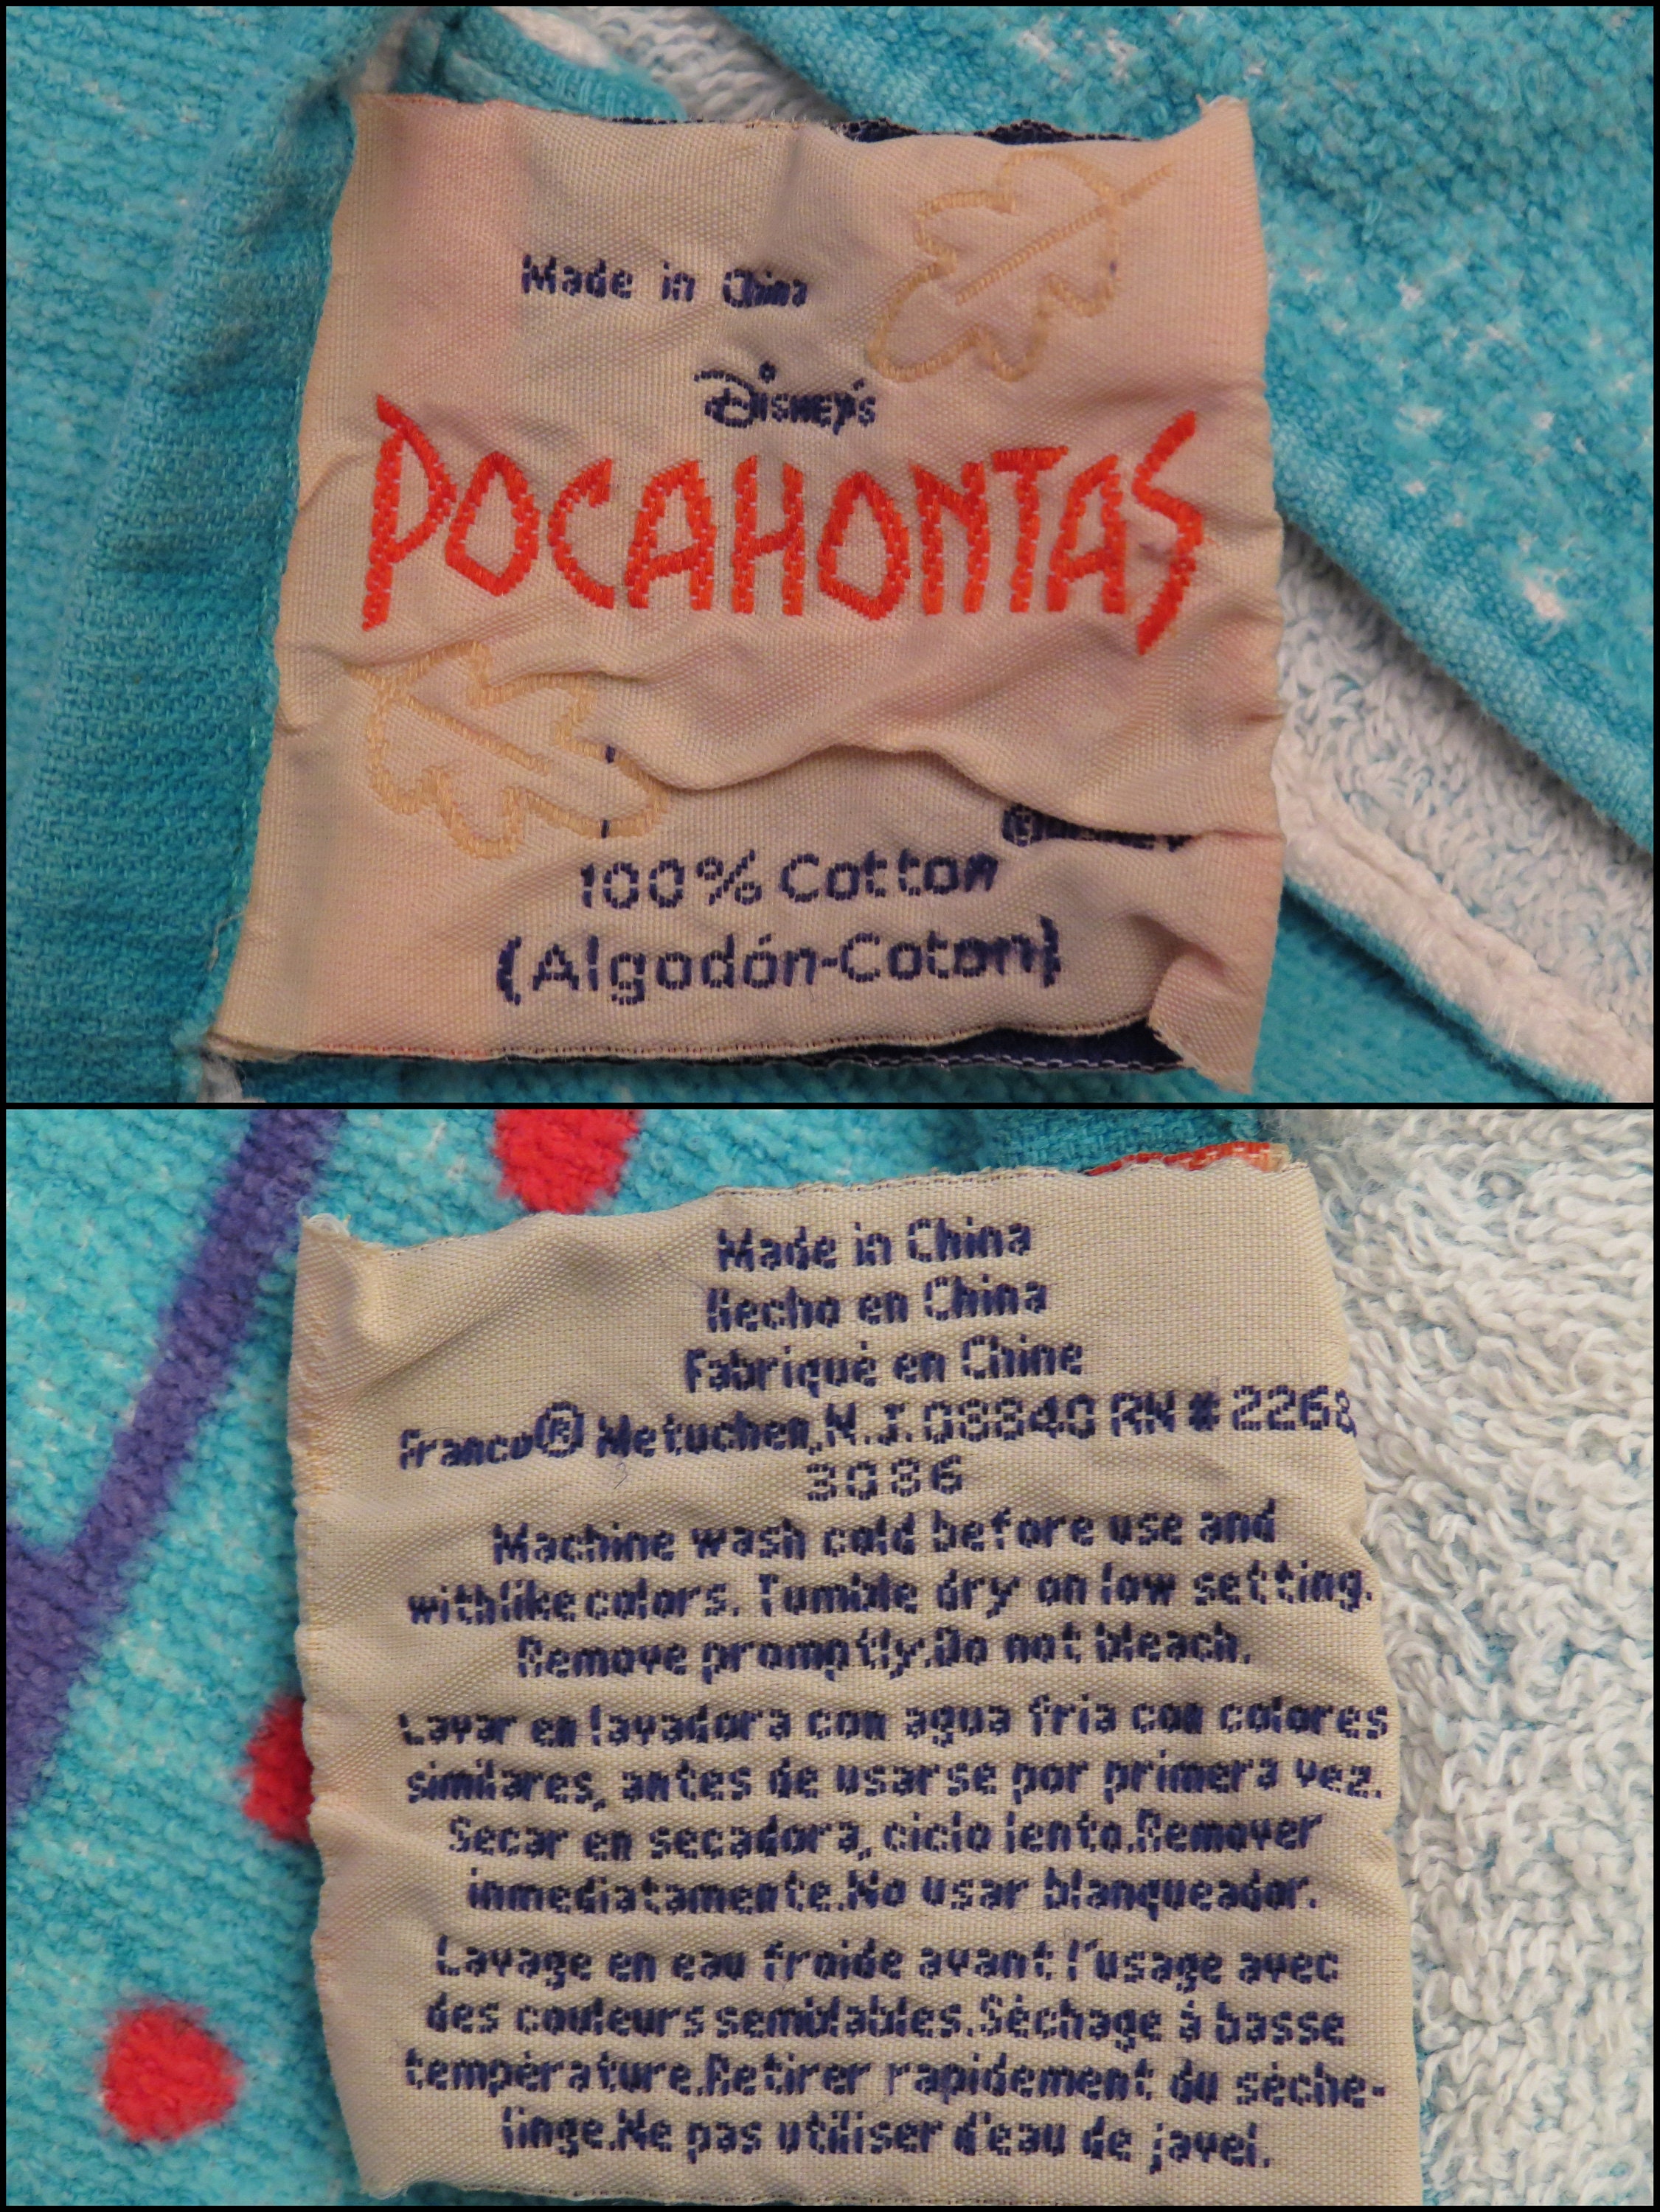 Made in China
Disney's
POCAHONTAS
100% Cotton
(Algodón-Coton)
Made in China
Hecho en China
Fabriqué en Chine
Franco® Metuchen, N.J. 08840 RN # 2268
3086
Machine wash cold before use and
with like colors. Tumble dry on low setting.
Remove promptly. Do not bleach.
Lavar en lavadora con agua fria con colores
similares, antes de usarse por primera vez.
Secar en secadora, ciclo lento. Remover
inmediatamente. No usar blanqueador.
Lavage en eau froide avant l'usage avec
des couleurs semblables. Séchage á basse
température. Retirer rapidement du séche-
linge. Ne pas utiliser d'eau de javel.